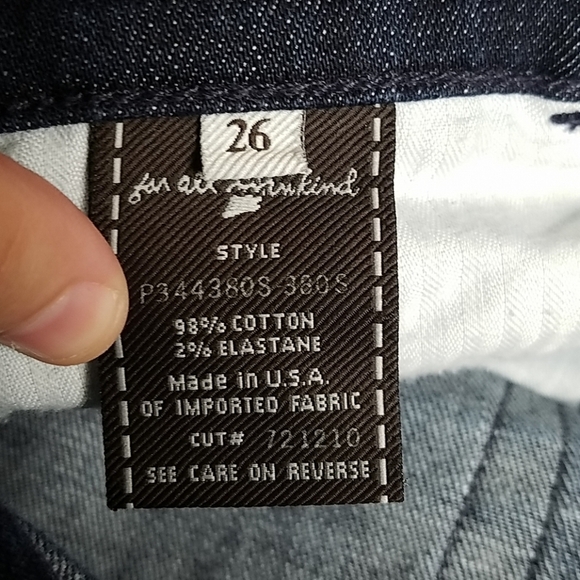 26
for all mankind
STYLE
P344380S-380S
98% COTTON
2% ELASTANE
Made in U.S.A.
OF IMPORTED FABRIC
CUT# 721210
SEE CARE ON REVERSE